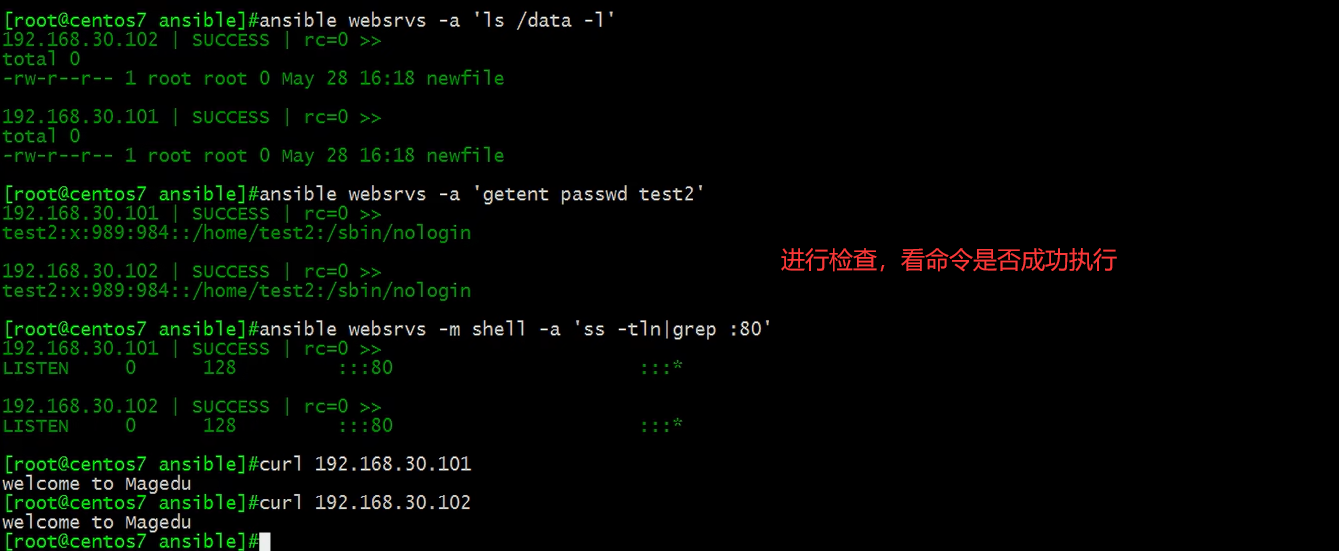 [root@centos7 ansible]#ansible websrvs -a 'ls /data -l'
192.168.30.102 | SUCCESS | rc=0 >>
total 0
-rw-r--r-- 1 root root 0 May 28 16:18 newfile
192.168.30.101 | SUCCESS | rc=0 >>
total 0
-rw-r--r-- 1 root root 0 May 28 16:18 newfile
[root@centos7 ansible]#ansible websrvs -a 'getent passwd test2'
192.168.30.101 | SUCCESS | rc=0 >>
test2:x:989:984::/home/test2:/sbin/nologin
进行检查，看命令是否成功执行
192.168.30.102 | SUCCESS | rc=0 >>
test2:x:989:984::/home/test2:/sbin/nologin
[root@centos7 ansible]#ansible websrvs -m shell -a 'ss -tln|grep :80'
192.168.30.101 | SUCCESS | rc=0 >>
LISTEN     0      128         :::80                      :::*
192.168.30.102 | SUCCESS | rc=0 >>
LISTEN     0      128         :::80                      :::*
[root@centos7 ansible]#curl 192.168.30.101
welcome to Magedu
[root@centos7 ansible]#curl 192.168.30.102
welcome to Magedu
[root@centos7 ansible]#